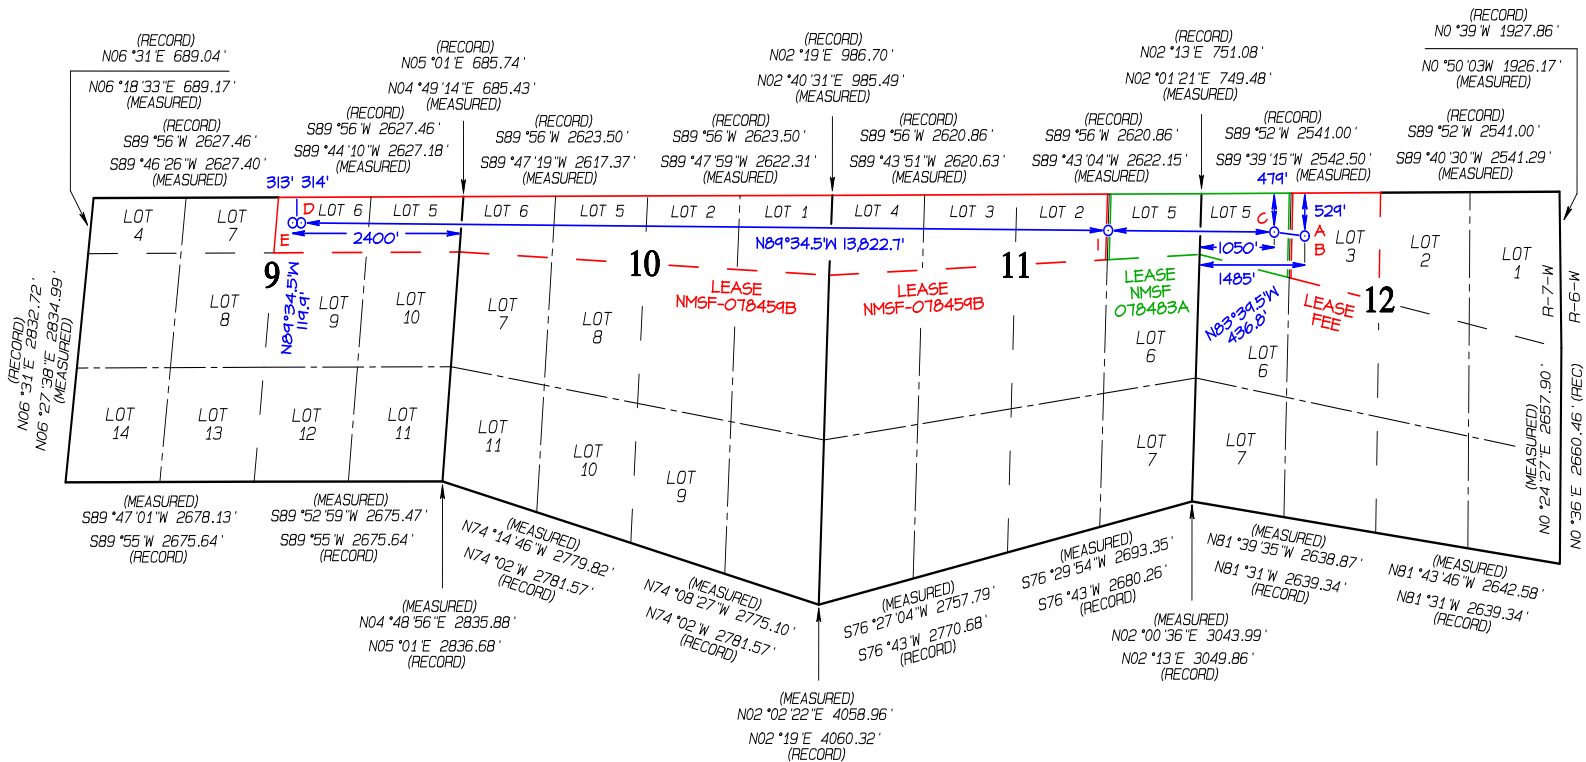 (RECORD)
N06°31'E 689.04'
N06°18'33"E 689.17'
(MEASURED)
(RECORD)
N05°01'E 685.74'
N04°49'14"E 685.43'
(MEASURED)
(RECORD)
N02°19'E 986.70'
N02°40'31"E 985.49'
(MEASURED)
(RECORD)
N02°13'E 751.08'
N02°01'21"E 749.48'
(MEASURED)
(RECORD)
N0°39'W 1927.86'
N0°50'03W 1926.17'
(MEASURED)
(RECORD)
S89°56'W 2627.46'
S89°46'26"W 2627.40'
(MEASURED)
(RECORD)
S89°56'W 2627.46'
S89°44'10"W 2627.18'
(MEASURED)
(RECORD)
S89°56'W 2623.50'
S89°47'19"W 2617.37'
(MEASURED)
(RECORD)
S89°56'W 2623.50'
S89°47'59"W 2622.31'
(MEASURED)
(RECORD)
S89°56'W 2620.86'
S89°43'51"W 2620.63'
(MEASURED)
(RECORD)
S89°56'W 2620.86'
S89°43'04"W 2622.15'
(MEASURED)
(RECORD)
S89°52'W 2541.00'
S89°39'15"W 2542.50'
(MEASURED)
(RECORD)
S89°52'W 2541.00'
S89°40'30"W 2541.29'
(MEASURED)
313' 314'
479'
529'
LOT
4
LOT
7
D
E
LOT 6
LOT 5
LOT 6
LOT 5
LOT 2
LOT 1
LOT 4
LOT 3
LOT 2
I
LOT 5
LOT 5
C
A
B
LOT
3
LOT
2
LOT
1
2400'
N89°34.5'W 13,822.7'
1050'
1485'
9
10
11
12
N89°34.5'W
119.9'
N83°39.5'W
436.8'
LEASE
NMSF-078459B
LEASE
NMSF-078459B
LEASE
NMSF
078483A
LEASE
FEE
R-7-W
R-6-W
LOT
8
LOT
9
LOT
10
LOT
7
LOT
8
LOT
6
LOT
6
LOT
14
LOT
13
LOT
12
LOT
11
LOT
11
LOT
10
LOT
9
LOT
7
LOT
7
(RECORD)
N06°31'E 2832.72'
N06°27'38"E 2834.99'
(MEASURED)
(MEASURED)
N0°24'27"E 2657.90'
N0°36'E 2660.46' (REC)
(MEASURED)
S89°47'01"W 2678.13'
S89°55'W 2675.64'
(RECORD)
(MEASURED)
S89°52'59"W 2675.47'
S89°55'W 2675.64'
(RECORD)
(MEASURED)
N74°14'46"W 2779.82'
N74°02'W 2781.57'
(RECORD)
(MEASURED)
N74°08'27"W 2775.10'
N74°02'W 2781.57'
(RECORD)
(MEASURED)
S76°27'04"W 2757.79'
S76°43'W 2770.68'
(RECORD)
(MEASURED)
S76°29'54"W 2693.35'
S76°43'W 2680.26'
(RECORD)
(MEASURED)
N81°39'35"W 2638.87'
N81°31'W 2639.34'
(RECORD)
(MEASURED)
N81°43'46"W 2642.58'
N81°31'W 2639.34'
(RECORD)
(MEASURED)
N04°48'56"E 2835.88'
N05°01'E 2836.68'
(RECORD)
(MEASURED)
N02°02'22"E 4058.96'
N02°19'E 4060.32'
(RECORD)
(MEASURED)
N02°00'36"E 3043.99'
N02°13'E 3049.86'
(RECORD)